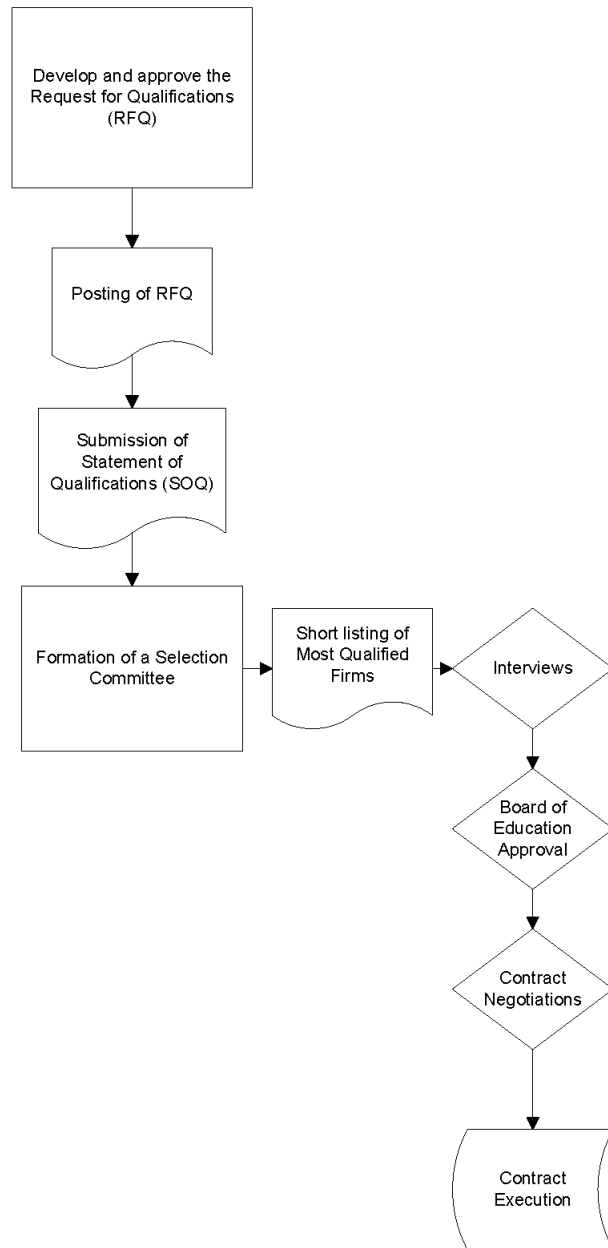 Develop and approve the
Request for Qualifications
(RFQ)
Posting of RFQ
Submission of
Statement of
Qualifications (SOQ)
Formation of a Selection
Committee
Short listing of
Most Qualified
Firms
Interviews
Board of
Education
Approval
Contract
Negotiations
Contract
Execution